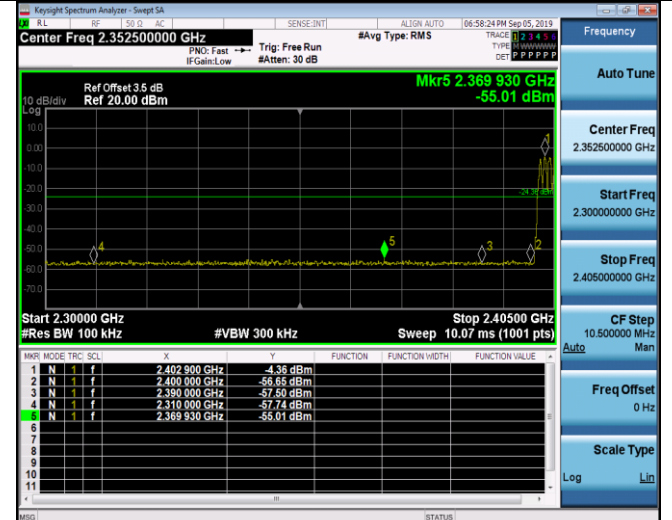 Keysight Spectrum Analyzer - Swept SA
RL RF 50 Ω AC SENSE:INT ALIGN AUTO 06:58:24 PM Sep 05, 2019
Center Freq 2.352500000 GHz
PNO: Fast
IFGain:Low
Trig: Free Run
#Atten: 30 dB
#Avg Type: RMS
TRACE 1 2 3 4 5 6
TYPE M W W W W W
DET P P P P P P
Mkr5 2.369 930 GHz
-55.01 dBm
Ref Offset 3.5 dB
10 dB/div Ref 20.00 dBm
Log
10.0
0.00
-10.0
-20.0
-30.0
-40.0
-50.0
-60.0
-70.0
1
-24.36 dBm
4
5
3
2
Start 2.30000 GHz Stop 2.40500 GHz
#Res BW 100 kHz #VBW 300 kHz Sweep 10.07 ms (1001 pts)
MKR MODE TRC SCL X Y FUNCTION FUNCTION WIDTH FUNCTION VALUE
1 N 1 f 2.402 900 GHz -4.36 dBm
2 N 1 f 2.400 000 GHz -56.65 dBm
3 N 1 f 2.390 000 GHz -57.50 dBm
4 N 1 f 2.310 000 GHz -57.74 dBm
5 N 1 f 2.369 930 GHz -55.01 dBm
6
7
8
9
10
11
MSG STATUS
Frequency
Auto Tune
Center Freq
2.352500000 GHz
Start Freq
2.300000000 GHz
Stop Freq
2.405000000 GHz
CF Step
10.500000 MHz
Auto Man
Freq Offset
0 Hz
Scale Type
Log Lin